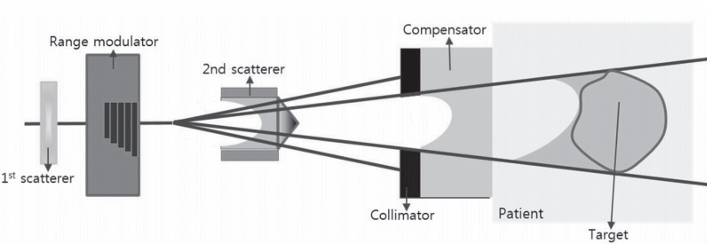 Compensator
Range modulator
2nd scatterer
1st scatterer
Collimator
Patient
Target